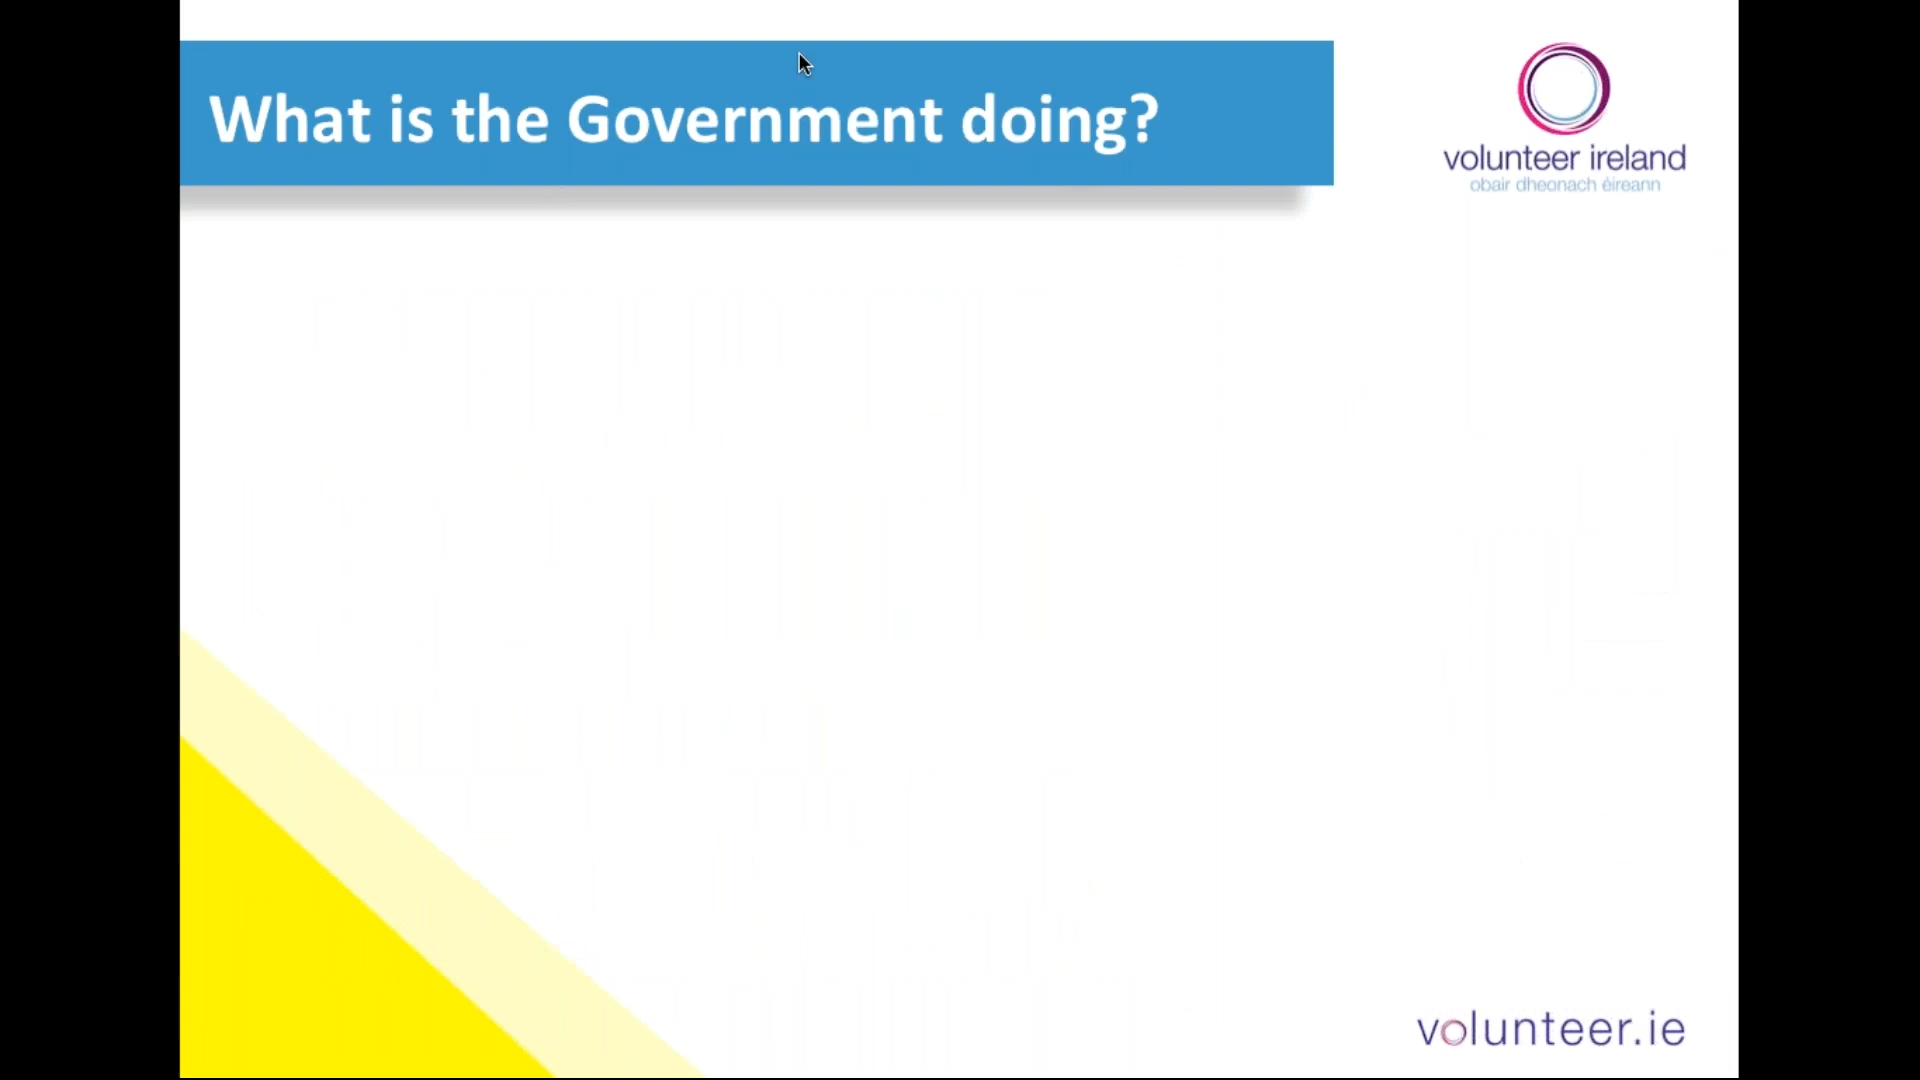 What is the Government doing?
volunteer ireland
obair dheonach éireann
volunteer.ie